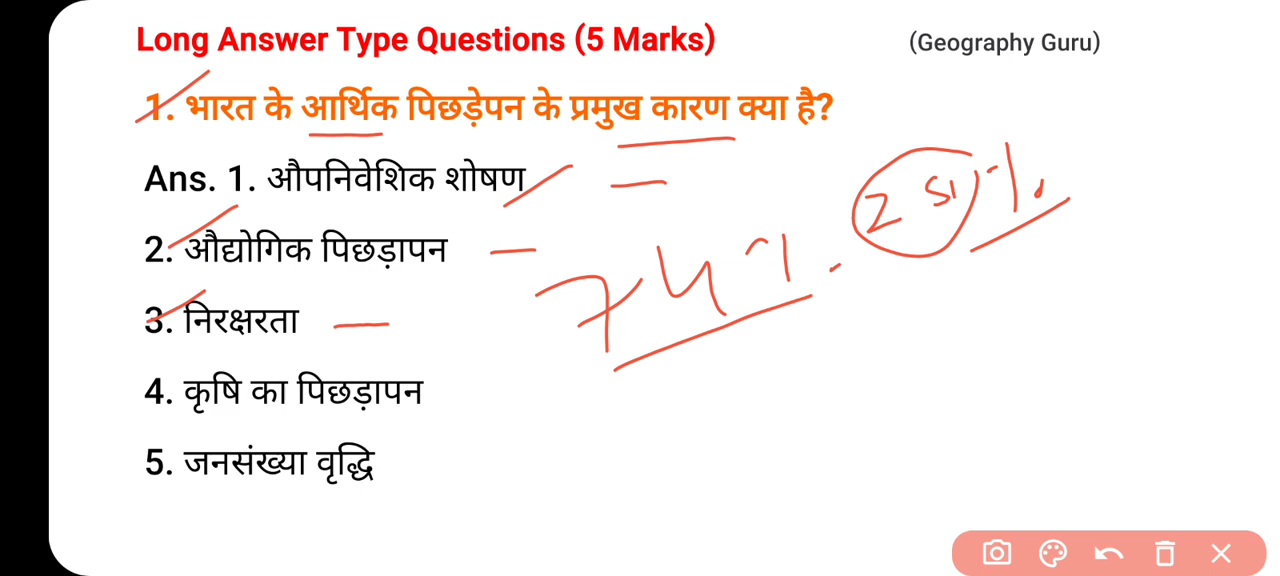 Long Answer Type Questions (5 Marks)
(Geography Guru)
1. भारत के आर्थिक पिछड़ेपन के प्रमुख कारण क्या है?
Ans. 1. औपनिवेशिक शोषण
2. औद्योगिक पिछड़ापन
3. निरक्षरता
4. कृषि का पिछड़ापन
5. जनसंख्या वृद्धि